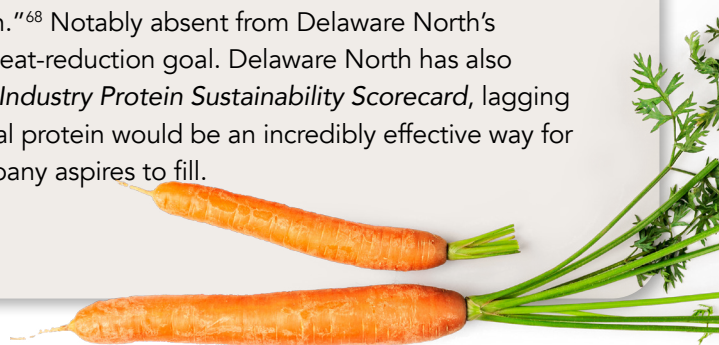 n."68 Notably absent from Delaware North's
eat-reduction goal. Delaware North has also
Industry Protein Sustainability Scorecard, lagging
al protein would be an incredibly effective way for
pany aspires to fill.